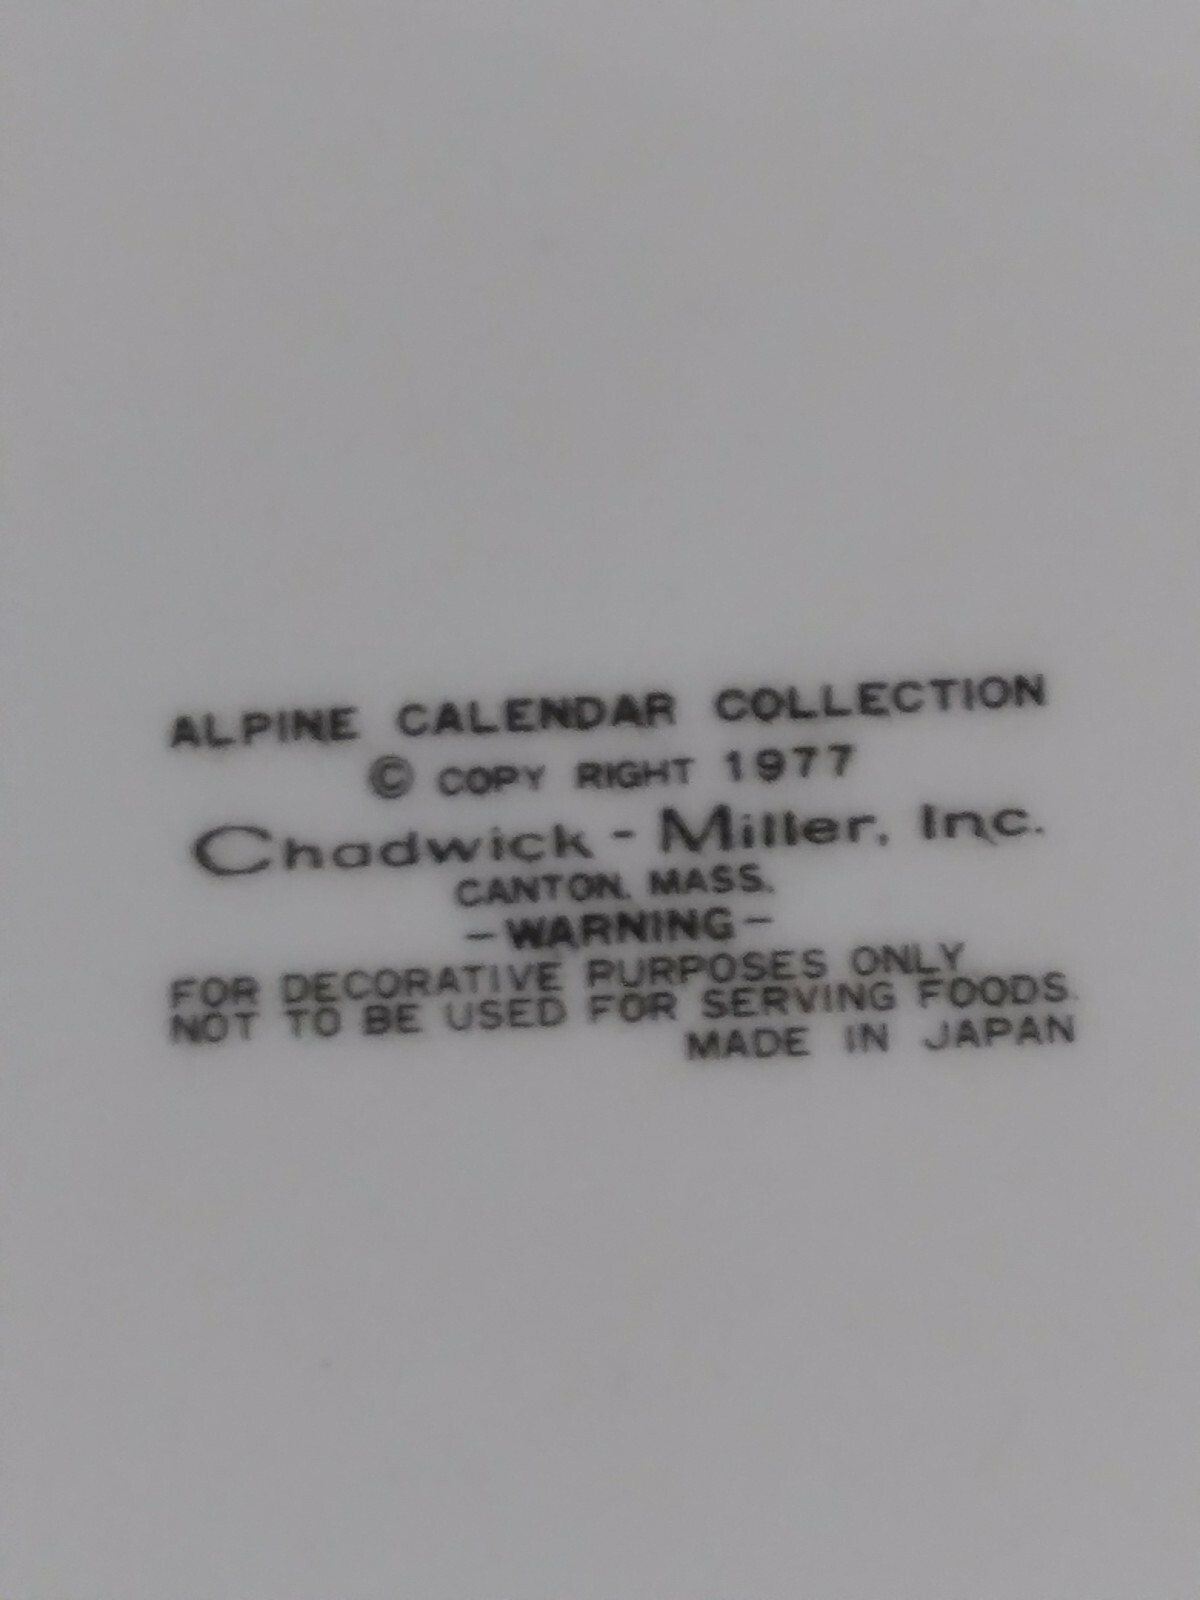 ALPINE CALENDAR COLLECTION
© COPY RIGHT 1977
Chadwick - Miller, Inc.
CANTON. MASS.
- WARNING -
FOR DECORATIVE PURPOSES ONLY
NOT TO BE USED FOR SERVING FOODS.
MADE IN JAPAN